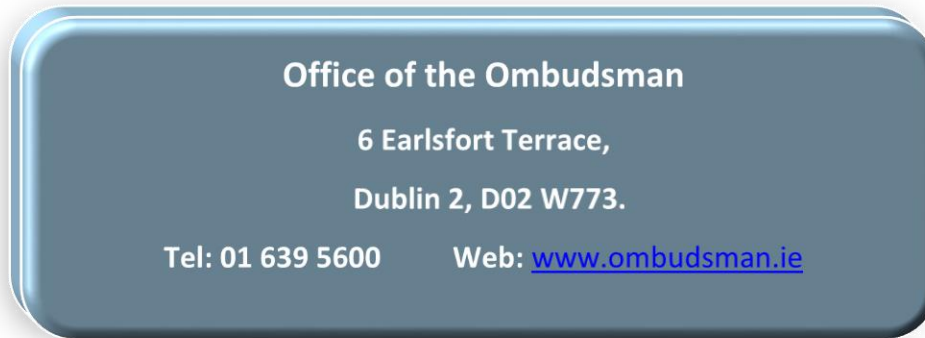 Office of the Ombudsman
6 Earlsfort Terrace,
Dublin 2, D02 W773.
Tel: 01 639 5600 Web: www.ombudsman.ie